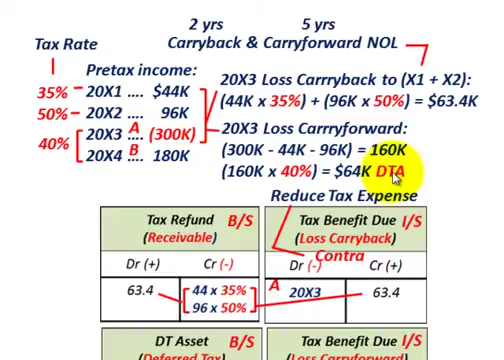 2 yrs 5 yrs
Tax Rate Carryback & Carryforward NOL
Pretax income:
35% 20X1 .... $44K
50% 20X2 .... 96K
40% 20X3 A .... (300K)
20X4 B .... 180K
20X3 Loss Carrryback to (X1 + X2):
(44K x 35%) + (96K x 50%) = $63.4K
20X3 Loss Carrryforward:
(300K - 44K - 96K) = 160K
(160K x 40%) = $64K DTA
Reduce Tax Expense
Tax Refund B/S
(Receivable)
Dr (+) Cr (-)
63.4 44 x 35%
96 x 50%
Tax Benefit Due I/S
(Loss Carryback)
Contra
Dr (-) Cr (+)
A 20X3 63.4
DT Asset B/S
(Deferred Tax
Tax Benefit Due I/S
(Loss Carryforward)